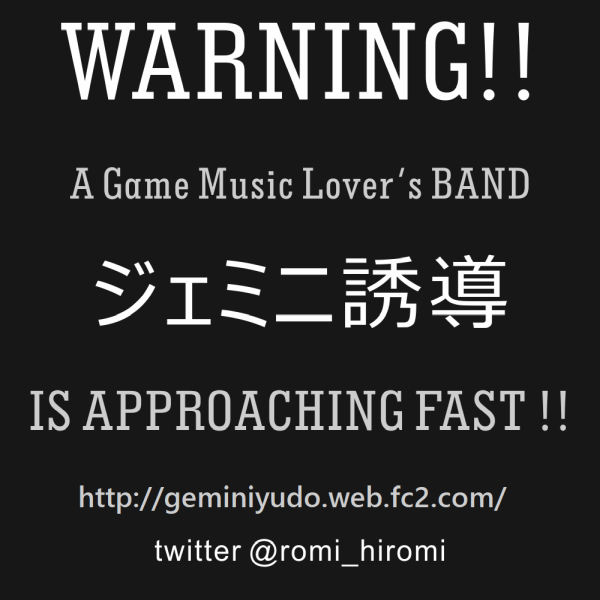 WARNING!!
A Game Music Lover's BAND
ジェミニ誘導
IS APPROACHING FAST !!
http://geminiyudo.web.fc2.com/
twitter @romi_hiromi